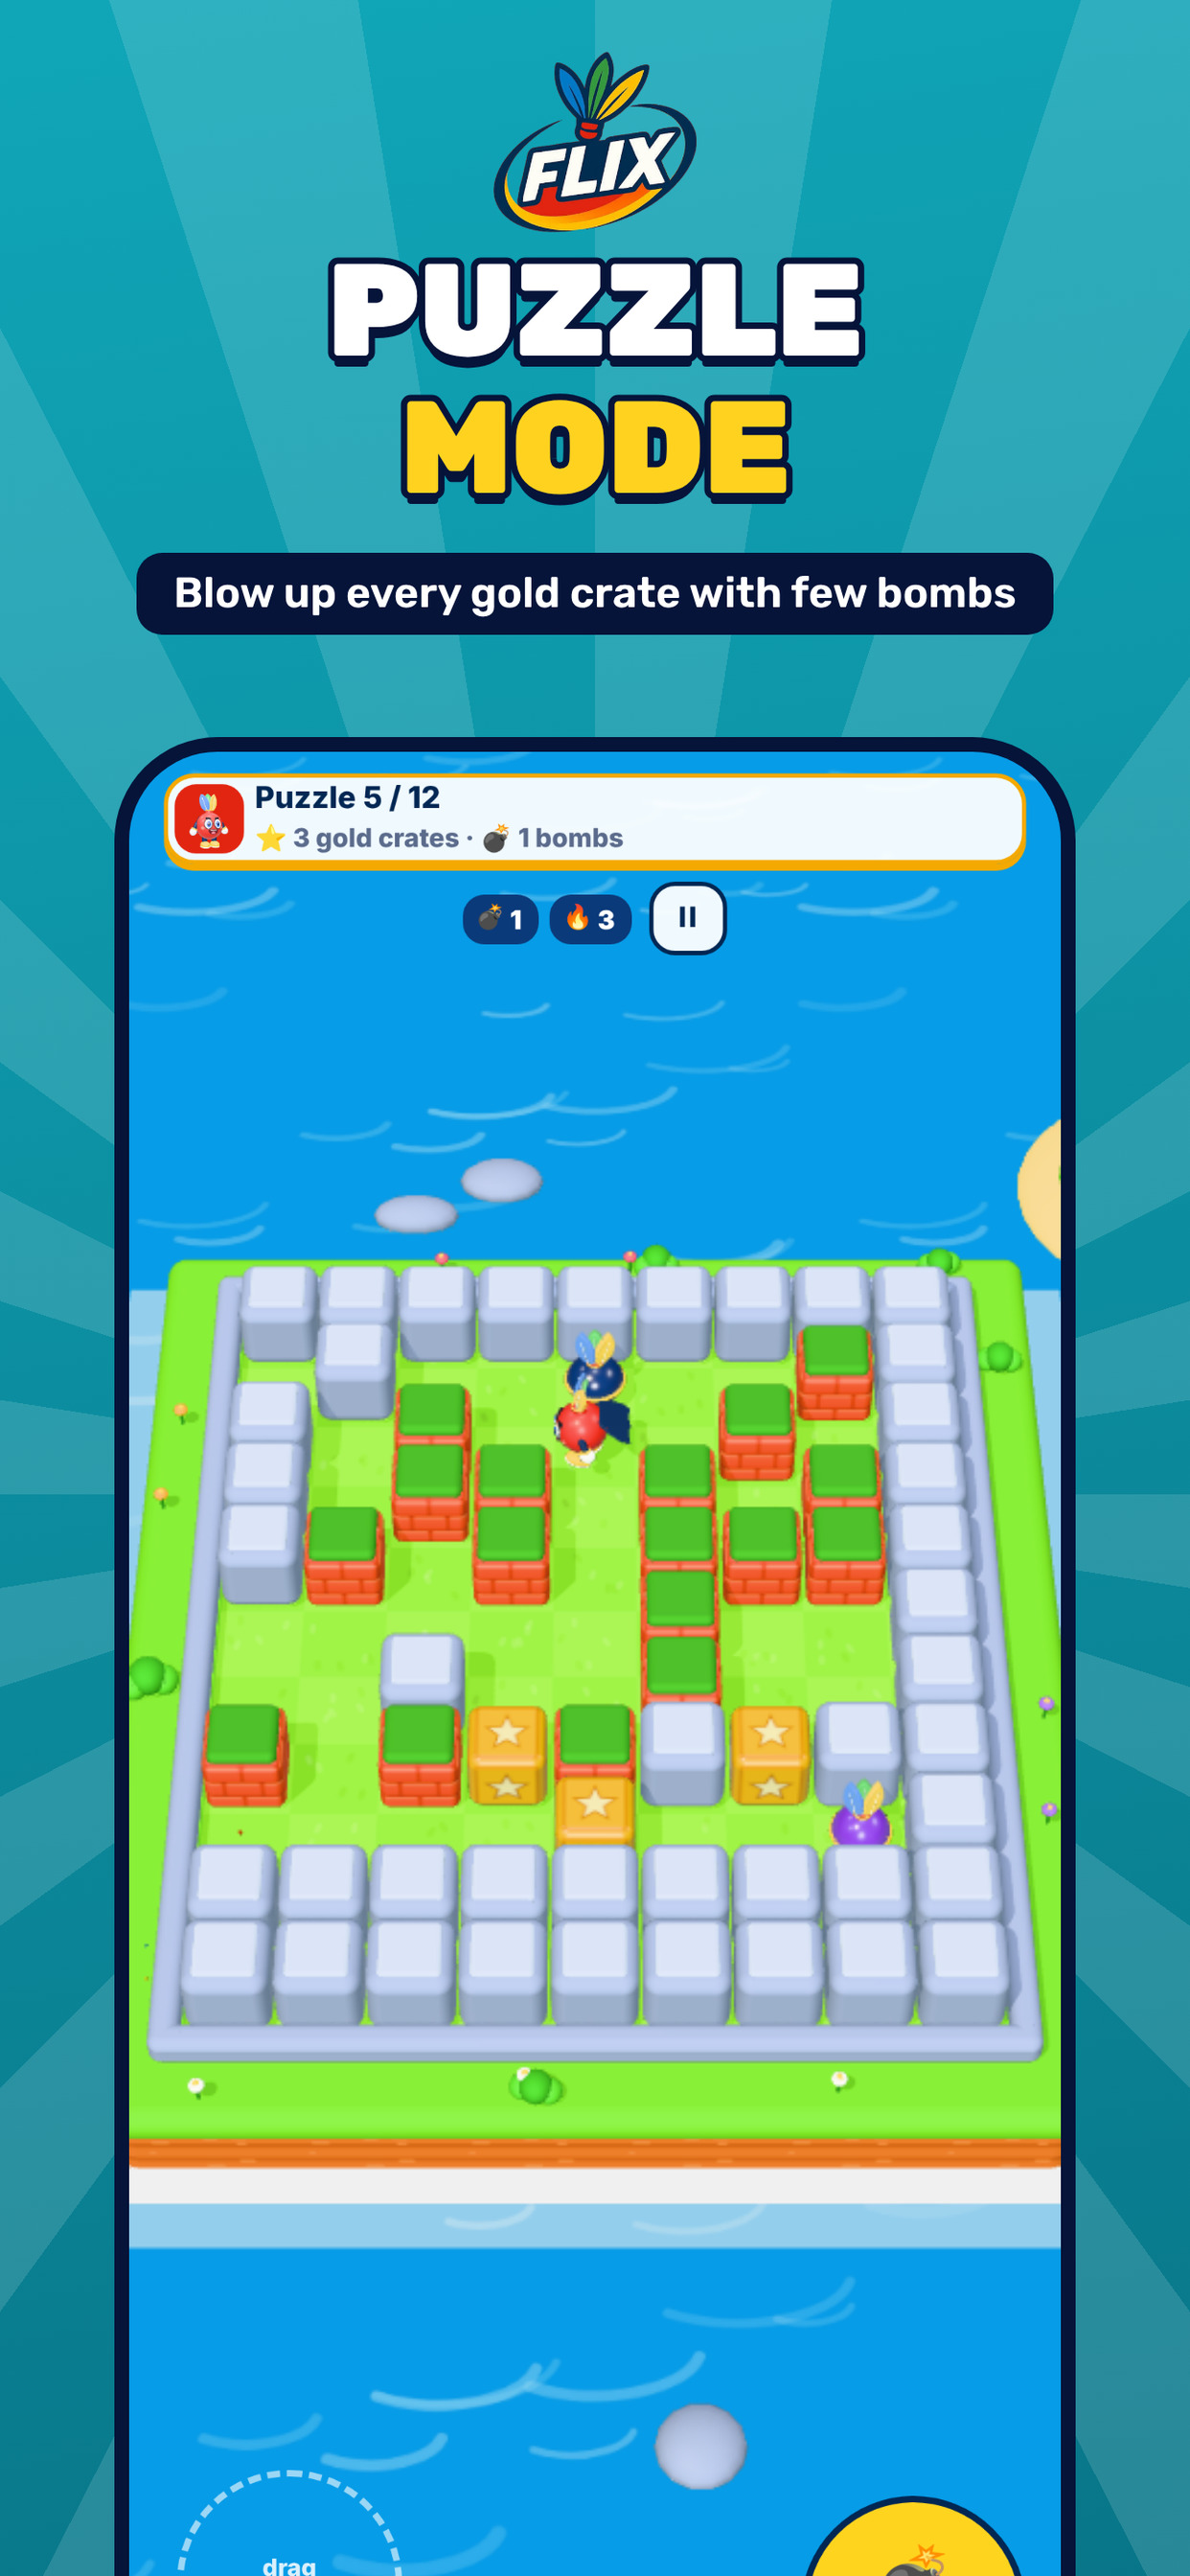 FLIX
PUZZLE
MODE
Blow up every gold crate with few bombs
Puzzle 5 / 12
⭐ 3 gold crates · 💣 1 bombs
💣 1 🔥 3
drag